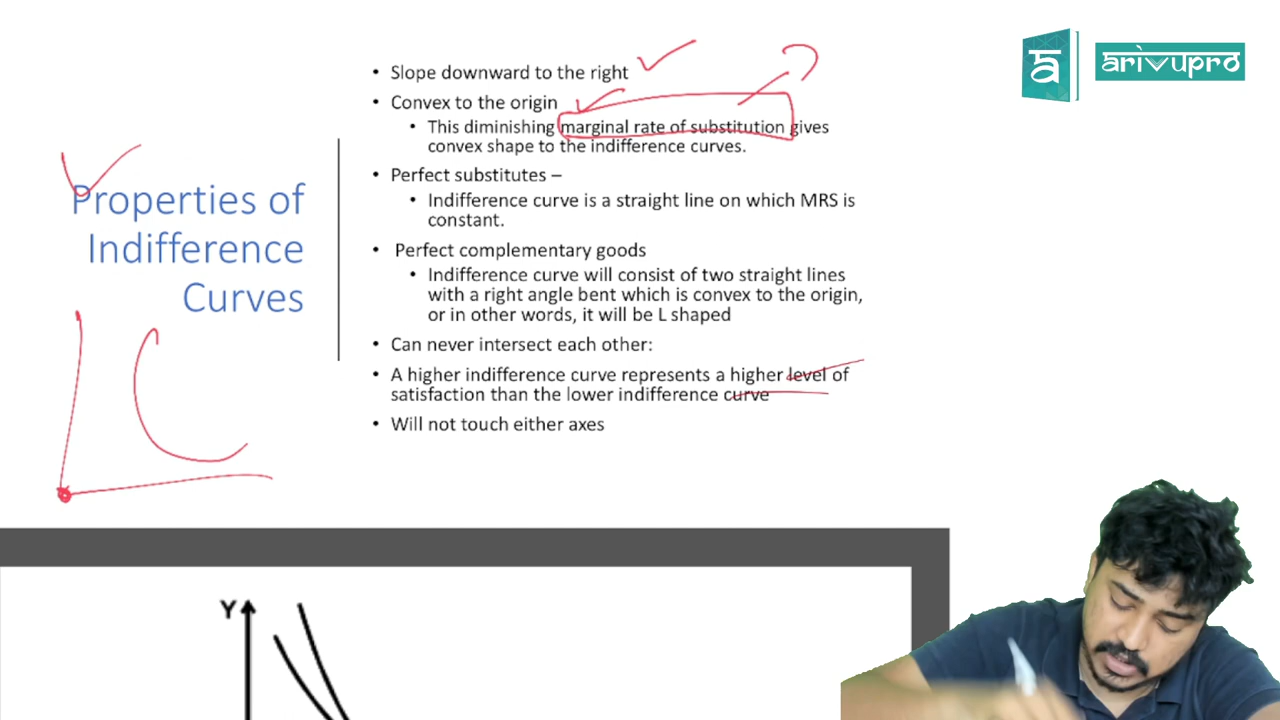 ā
ārivupro
Slope downward to the right
Convex to the origin
This diminishing marginal rate of substitution gives
convex shape to the indifference curves.
Properties of
Indifference
Curves
Perfect substitutes –
Indifference curve is a straight line on which MRS is
constant.
Perfect complementary goods
Indifference curve will consist of two straight lines
with a right angle bent which is convex to the origin,
or in other words, it will be L shaped
Can never intersect each other:
A higher indifference curve represents a higher level of
satisfaction than the lower indifference curve
Will not touch either axes
Y